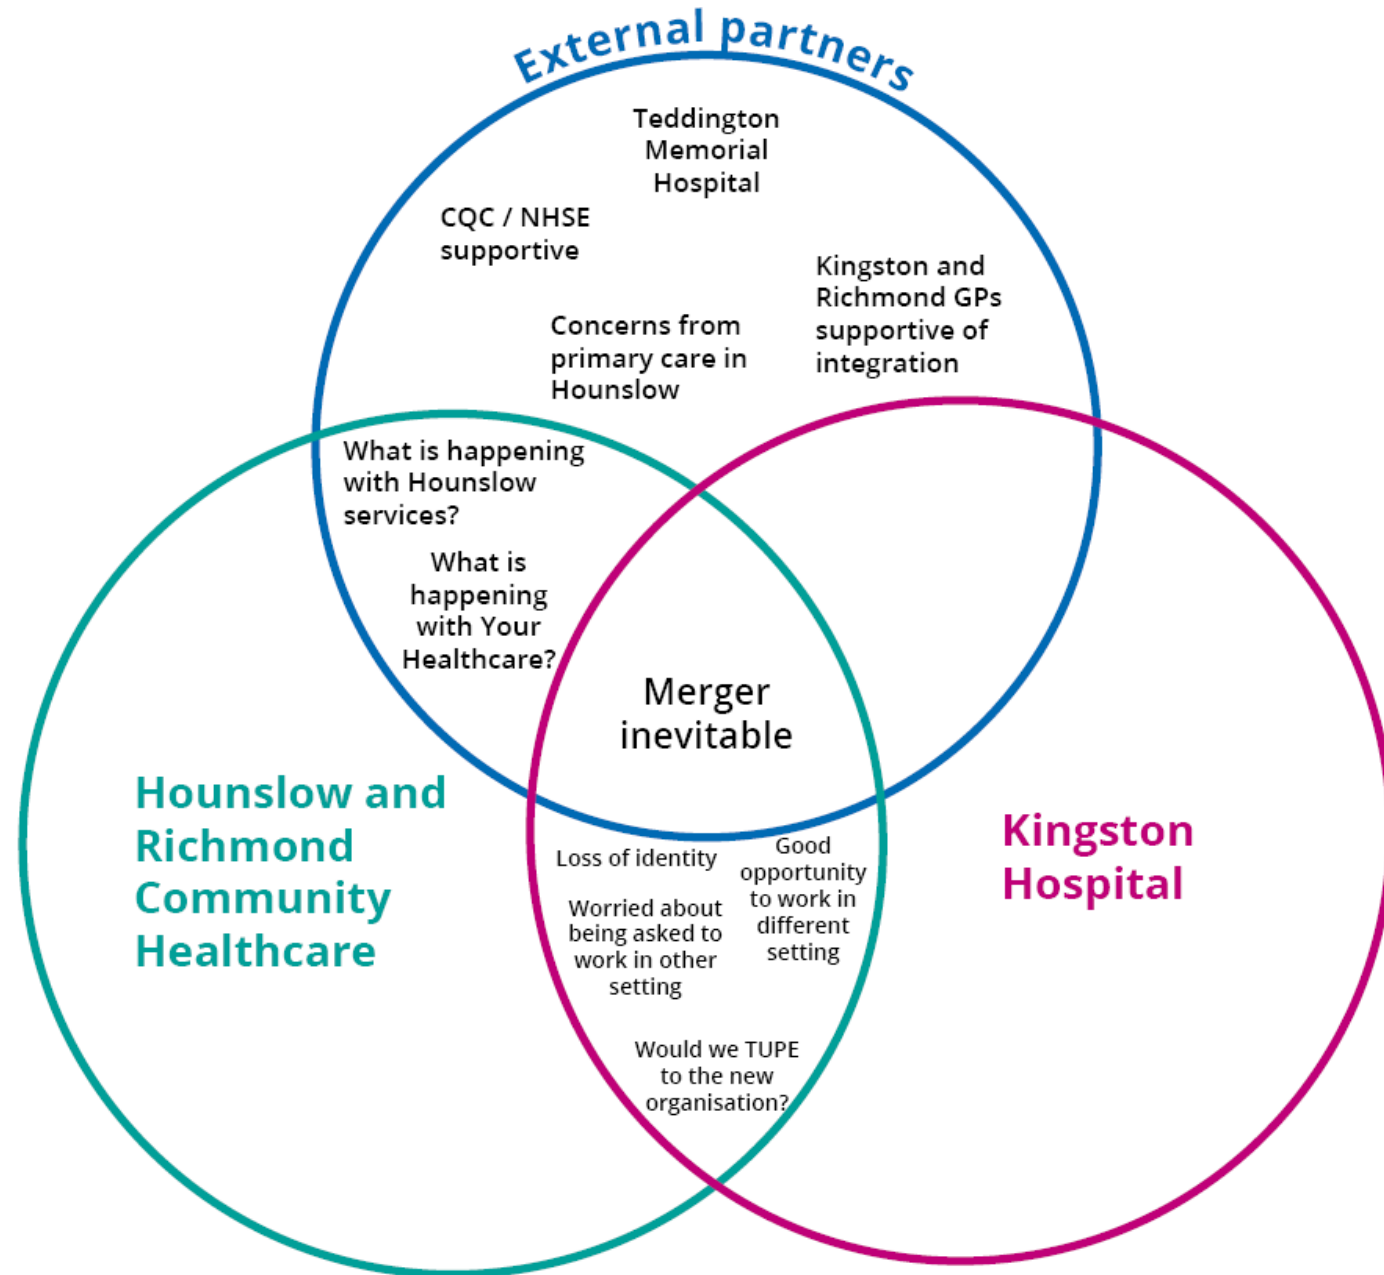 External partners
Teddington
Memorial
Hospital
CQC / NHSE
supportive
Kingston and
Richmond GPs
supportive of
integration
Concerns from
primary care in
Hounslow
What is happening
with Hounslow
services?
What is
happening
with Your
Healthcare?
Merger
inevitable
Hounslow and
Richmond
Community
Healthcare
Kingston
Hospital
Loss of identity
Good
opportunity
to work in
different
setting
Worried about
being asked to
work in other
setting
Would we TUPE
to the new
organisation?